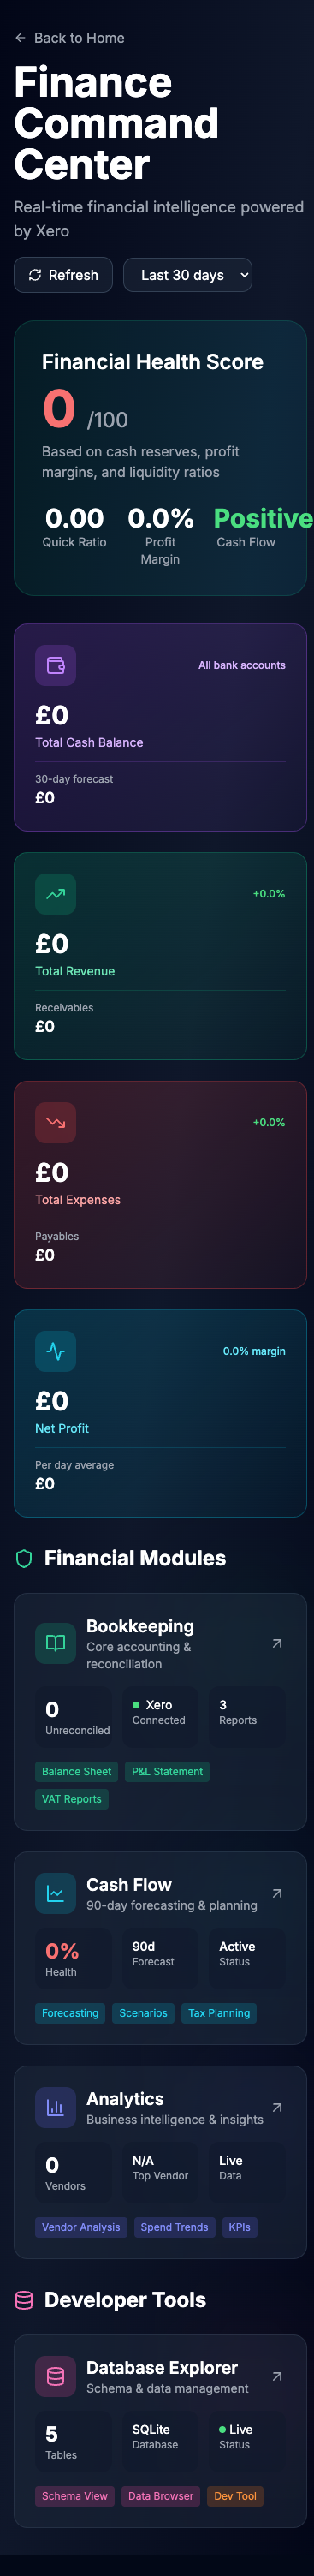 Back to Home
Finance
Command
Center
Real-time financial intelligence powered
by Xero
Refresh
Last 30 days
Financial Health Score
0 /100
Based on cash reserves, profit
margins, and liquidity ratios
0.00 0.0% Positive
Quick Ratio Profit Cash Flow
Margin
All bank accounts
£0
Total Cash Balance
30-day forecast
£0
+0.0%
£0
Total Revenue
Receivables
£0
+0.0%
£0
Total Expenses
Payables
£0
0.0% margin
£0
Net Profit
Per day average
£0
Financial Modules
Bookkeeping
Core accounting &
reconciliation
0 Xero 3
Unreconciled Connected Reports
Balance Sheet P&L Statement
VAT Reports
Cash Flow
90-day forecasting & planning
0% 90d Active
Health Forecast Status
Forecasting Scenarios Tax Planning
Analytics
Business intelligence & insights
0 N/A Live
Vendors Top Vendor Data
Vendor Analysis Spend Trends KPIs
Developer Tools
Database Explorer
Schema & data management
5 SQLite Live
Tables Database Status
Schema View Data Browser Dev Tool